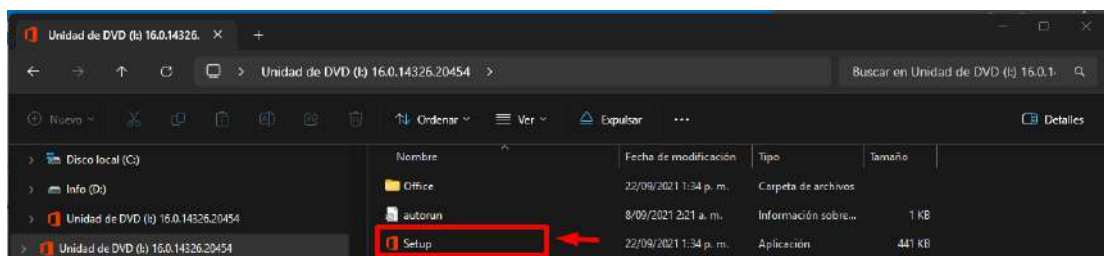 Unidad de DVD (I:) 16.0.14326.
Unidad de DVD (I:) 16.0.14326.20454
Buscar en Unidad de DVD (I:) 16.0.1
Nuevo
Ordenar
Ver
Expulsar
Detalles
Nombre
Fecha de modificación
Tipo
Tamaño
Disco local (C:)
Office
22/09/2021 1:34 p. m.
Carpeta de archivos
Info (D:)
autorun
8/09/2021 2:21 a. m.
Información sobre...
1 KB
Unidad de DVD (I:) 16.0.14326.20454
Setup
22/09/2021 1:34 p. m.
Aplicación
441 KB
Unidad de DVD (I:) 16.0.14326.20454